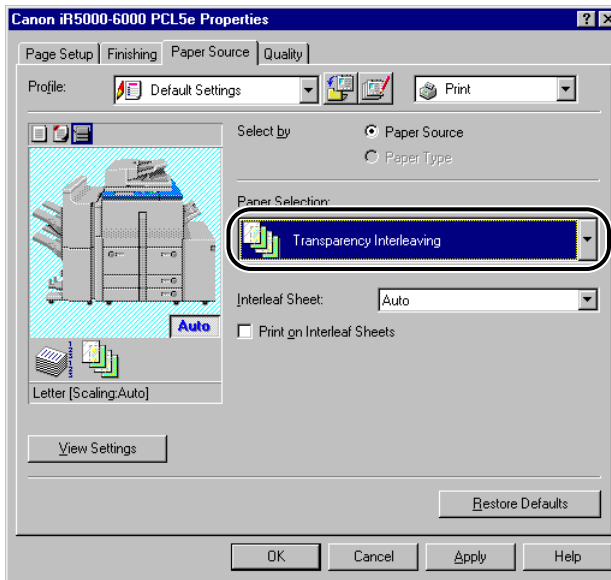 Canon iR5000-6000 PCL5e Properties
Page Setup Finishing Paper Source Quality
Profile: Default Settings Print
Select by Paper Source
Paper Type
Paper Selection:
Transparency Interleaving
Interleaf Sheet: Auto
Auto
Print on Interleaf Sheets
Letter [Scaling:Auto]
View Settings
Restore Defaults
OK Cancel Apply Help